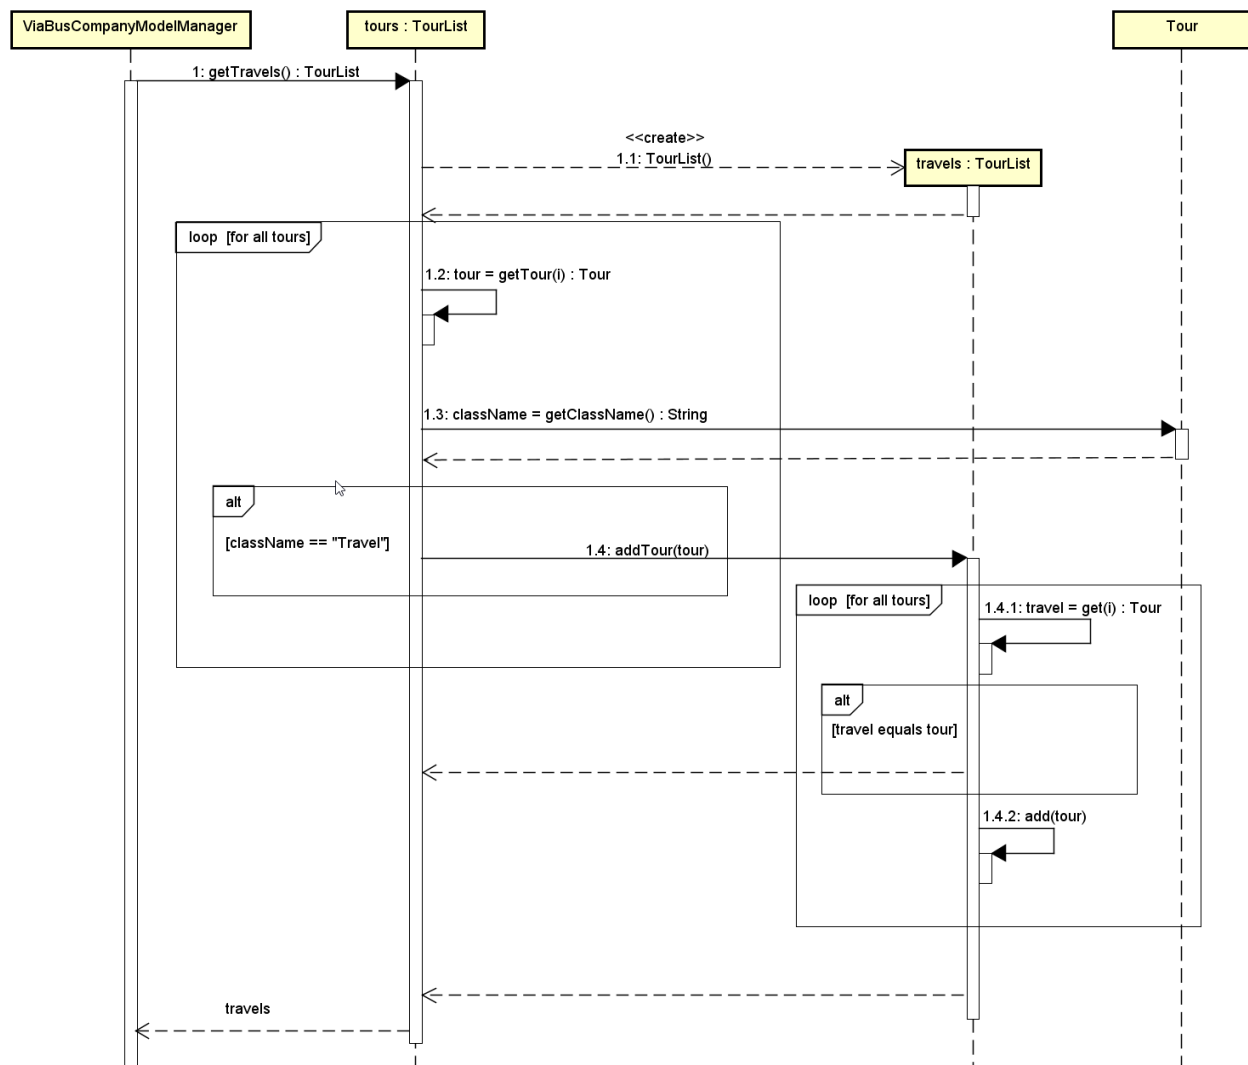 ViaBusCompanyModelManager
tours : TourList
Tour
1: getTravels() : TourList
<<create>>
1.1: TourList()
travels : TourList
loop [for all tours]
1.2: tour = getTour(i) : Tour
1.3: className = getClassName() : String
alt
[className == "Travel"]
1.4: addTour(tour)
loop [for all tours]
1.4.1: travel = get(i) : Tour
alt
[travel equals tour]
1.4.2: add(tour)
travels